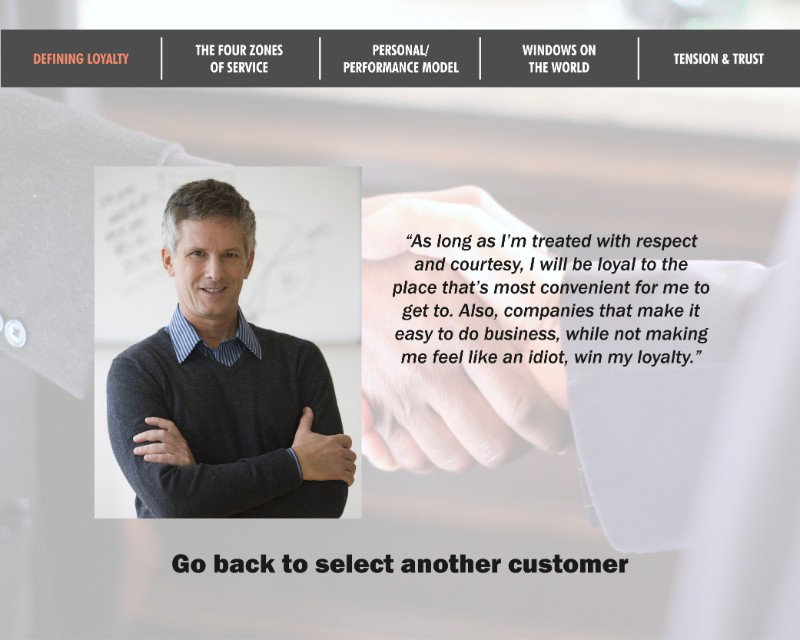 DEFINING LOYALTY
THE FOUR ZONES
OF SERVICE
PERSONAL/
PERFORMANCE MODEL
WINDOWS ON
THE WORLD
TENSION & TRUST
“As long as I’m treated with respect
and courtesy, I will be loyal to the
place that’s most convenient for me to
get to. Also, companies that make it
easy to do business, while not making
me feel like an idiot, win my loyalty.”
Go back to select another customer